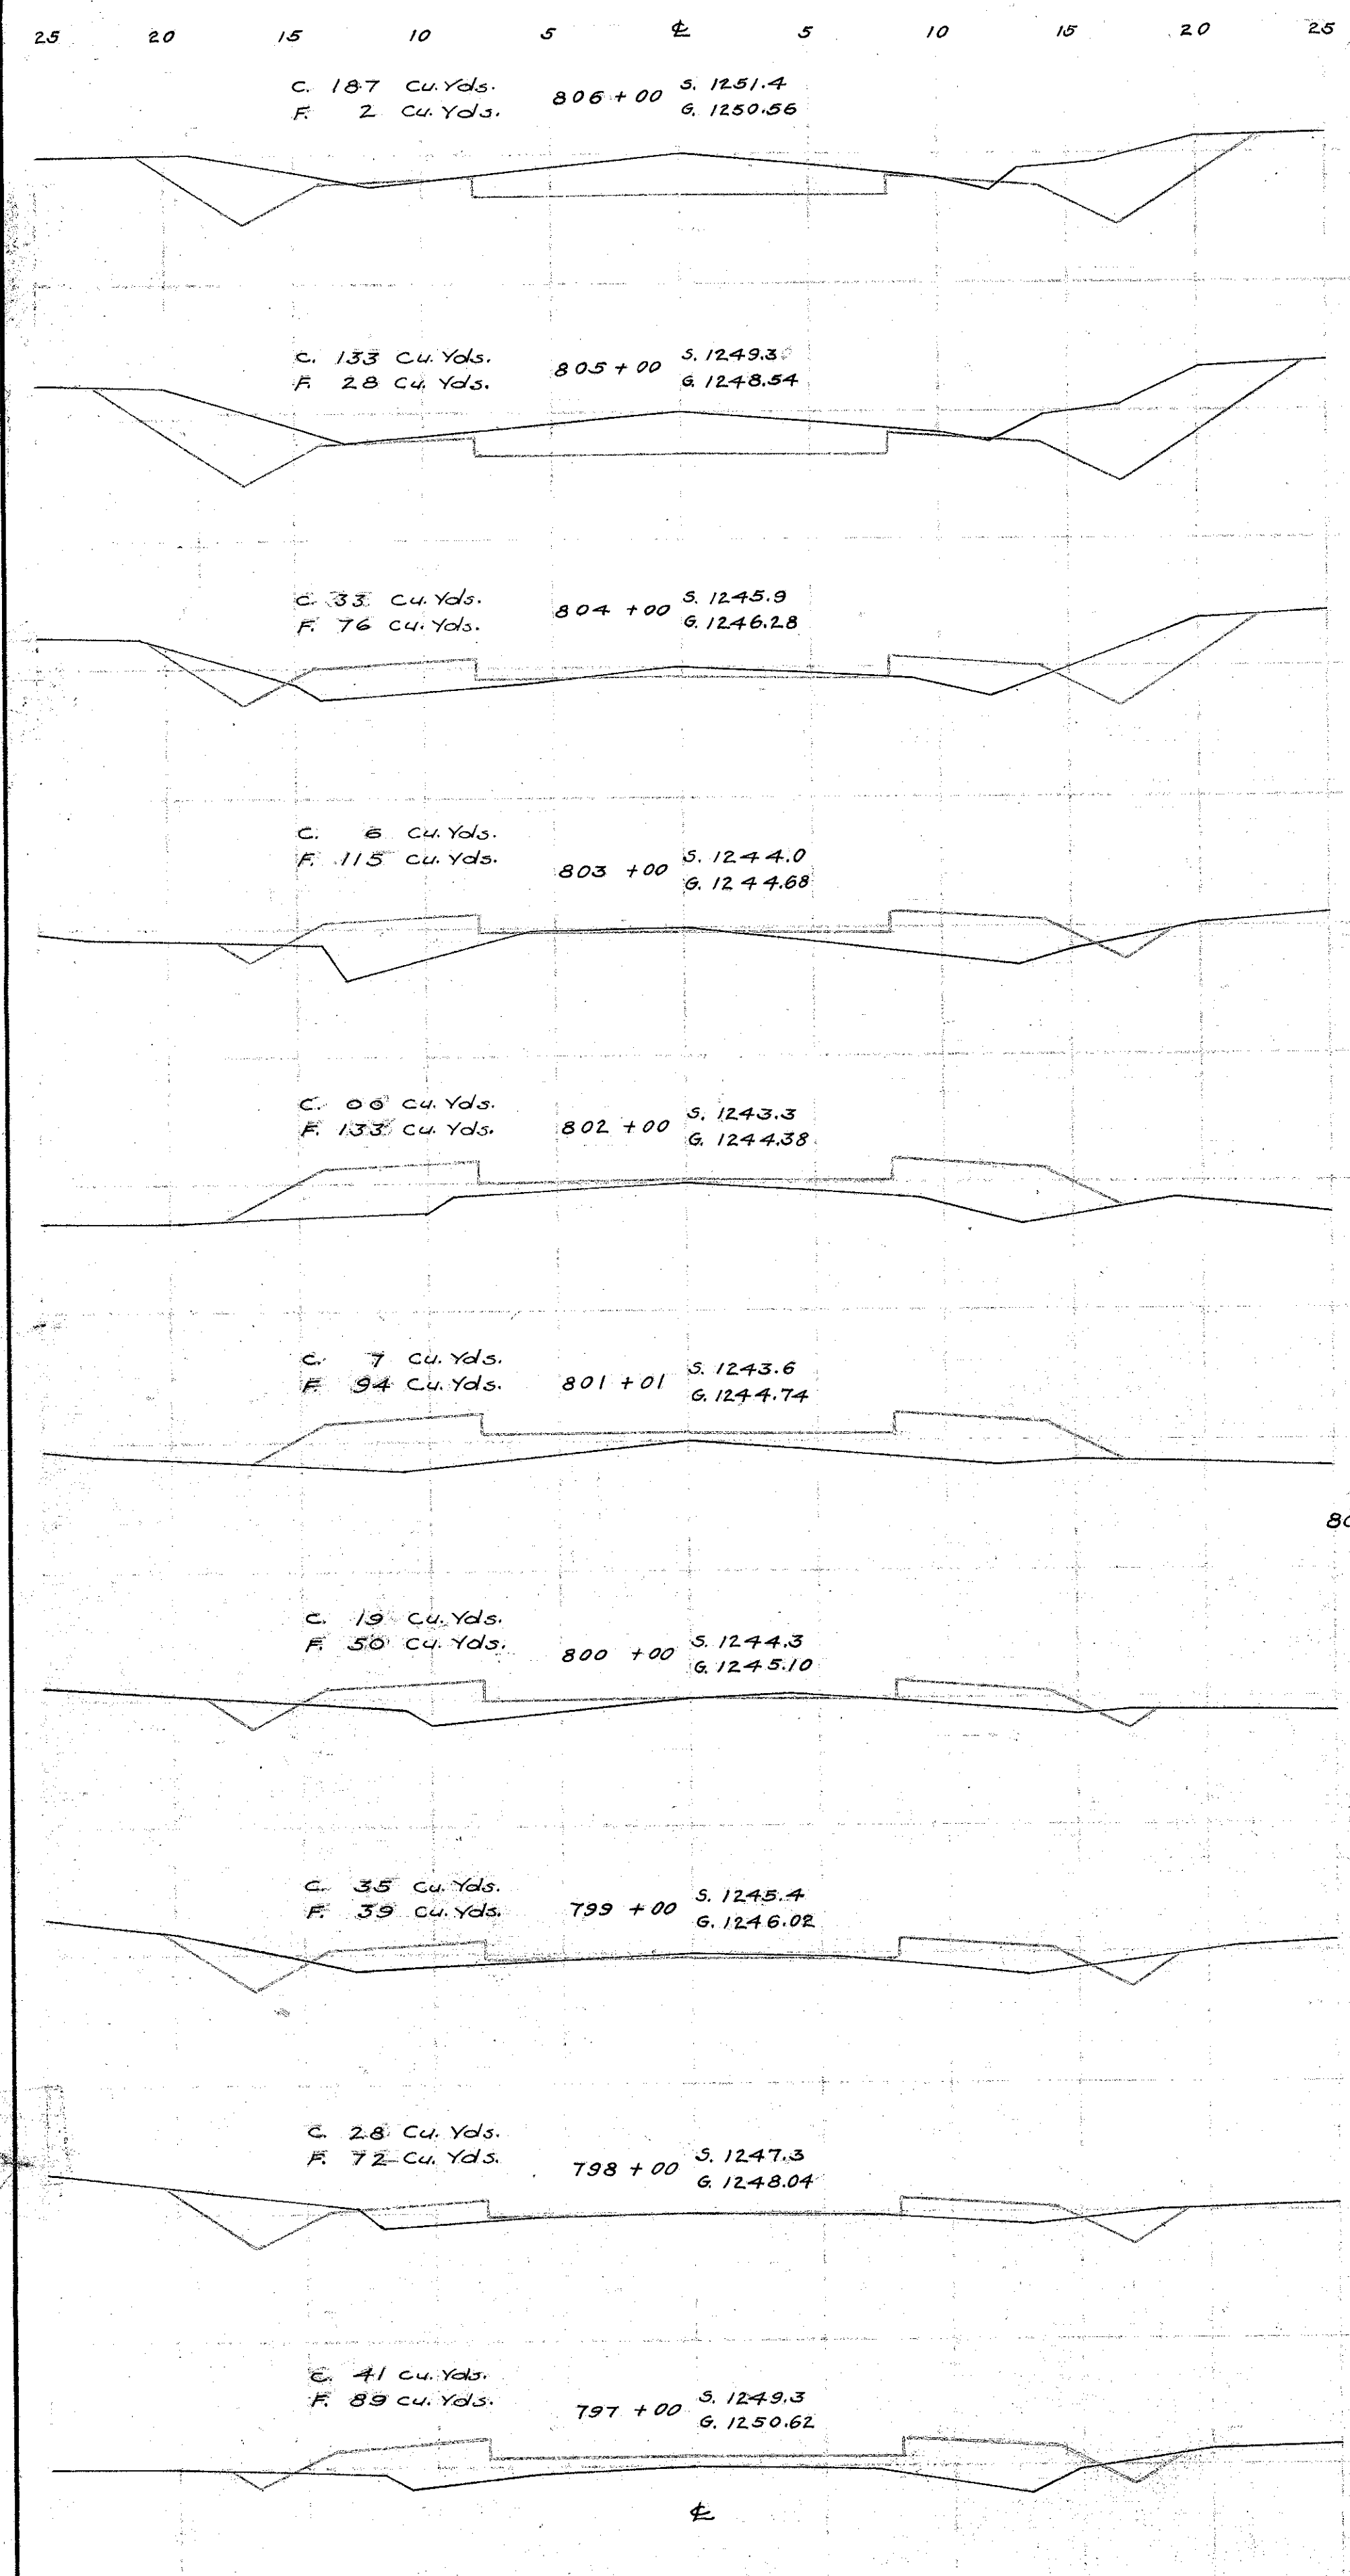 25 20 15 10 5 ℄ 5 10 15 20 25
C. 187 Cu. Yds.
F. 2 Cu. Yds.
806 + 00
S. 1251.4
G. 1250.56
C. 133 Cu. Yds.
F. 28 Cu. Yds.
805 + 00
S. 1249.3
G. 1248.54
C. 33 Cu. Yds.
F. 76 Cu. Yds.
804 + 00
S. 1245.9
G. 1246.28
C. 6 Cu. Yds.
F. 115 Cu. Yds.
803 + 00
S. 1244.0
G. 1244.68
C. 00 Cu. Yds.
F. 133 Cu. Yds.
802 + 00
S. 1243.3
G. 1244.38
C. 7 Cu. Yds.
F. 94 Cu. Yds.
801 + 01
S. 1243.6
G. 1244.74
80
C. 19 Cu. Yds.
F. 50 Cu. Yds.
800 + 00
S. 1244.3
G. 1245.10
C. 35 Cu. Yds.
F. 39 Cu. Yds.
799 + 00
S. 1245.4
G. 1246.02
C. 28 Cu. Yds.
F. 72 Cu. Yds.
798 + 00
S. 1247.3
G. 1248.04
C. 41 Cu. Yds.
F. 89 Cu. Yds.
797 + 00
S. 1249.3
G. 1250.62
℄